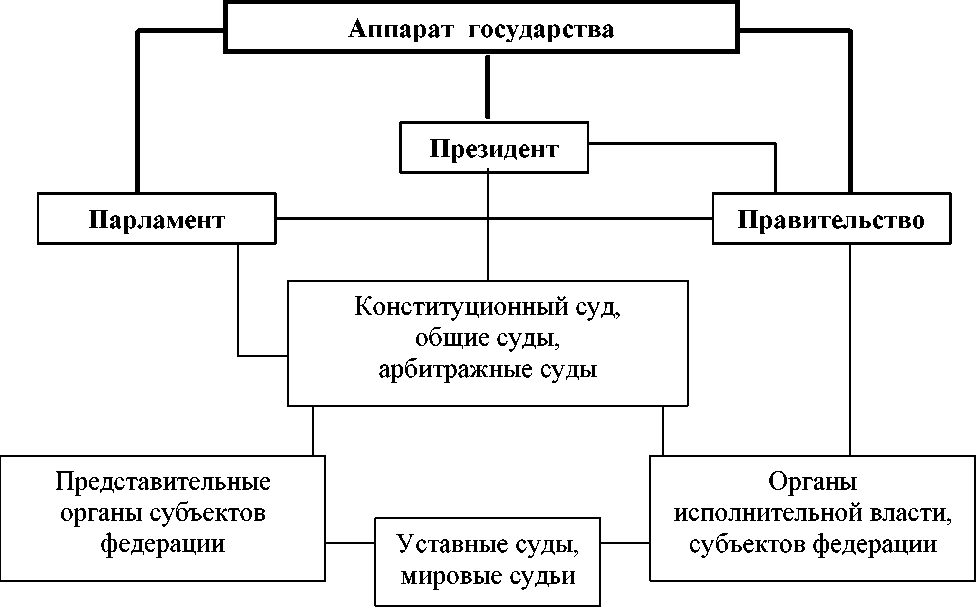 Аппарат государства
Президент
Парламент
Правительство
Конституционный суд,
общие суды,
арбитражные суды
Представительные
органы субъектов
федерации
Органы
исполнительной власти,
субъектов федерации
Уставные суды,
мировые судьи